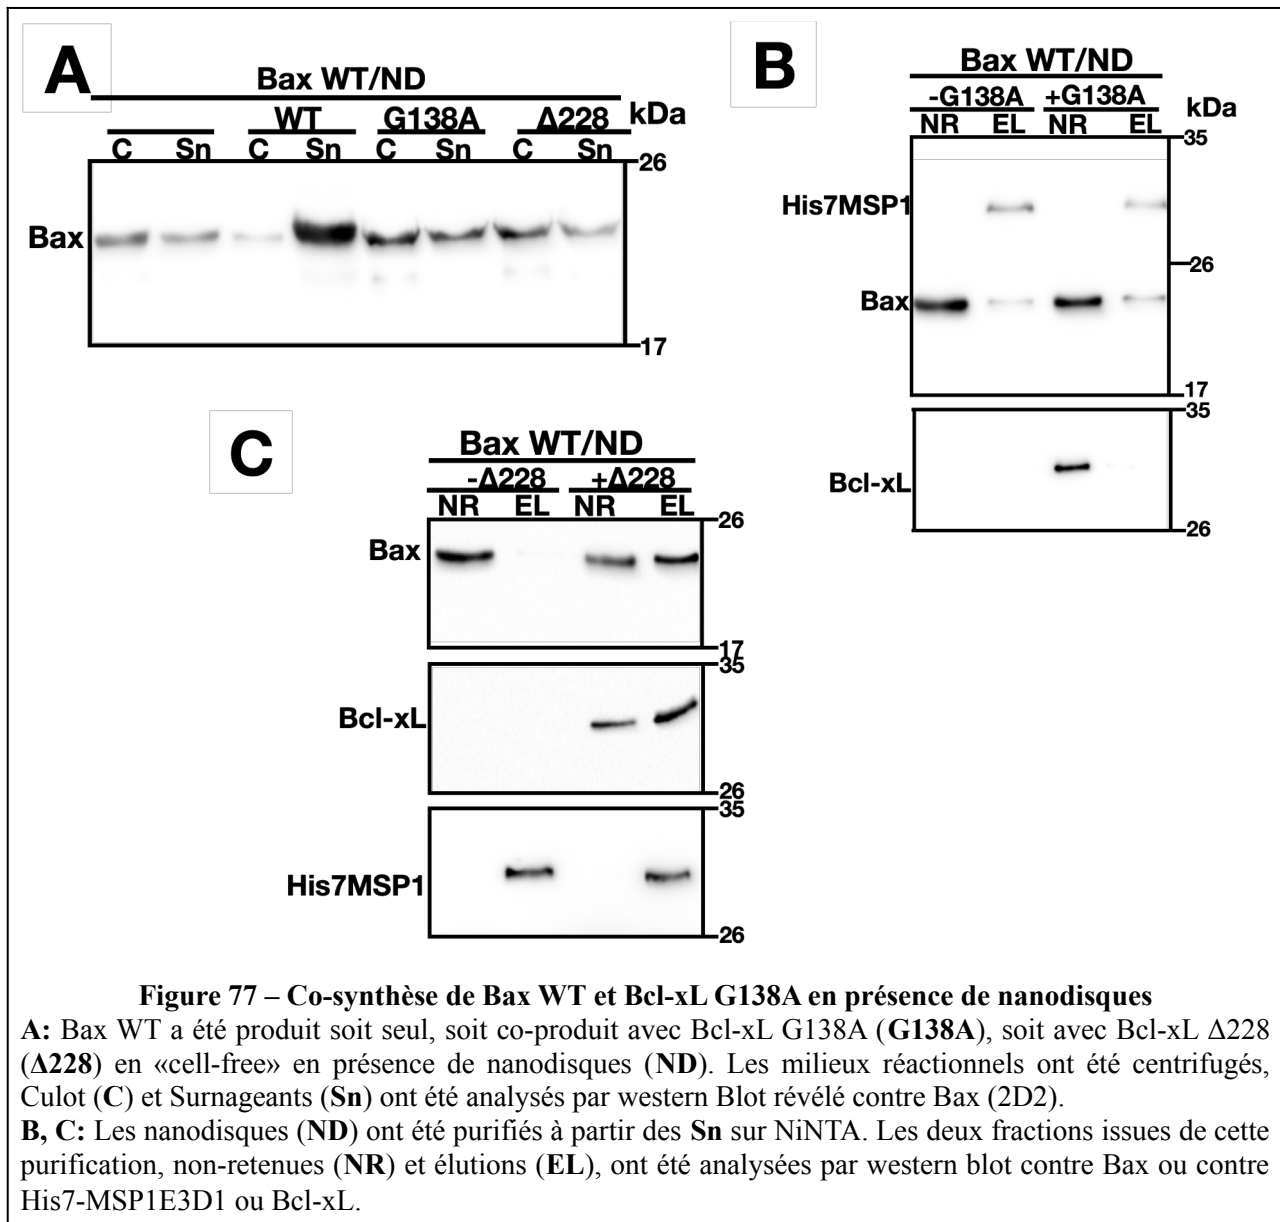 A
Bax WT/ND
WT G138A Δ228 kDa
C Sn C Sn C Sn C Sn
26
Bax
17
B
Bax WT/ND
-G138A +G138A kDa
NR EL NR EL
35
His7MSP1
26
Bax
17
35
Bcl-xL
26
C
Bax WT/ND
-Δ228 +Δ228
NR EL NR EL
26
Bax
17
35
Bcl-xL
26
35
His7MSP1
26
Figure 77 – Co-synthèse de Bax WT et Bcl-xL G138A en présence de nanodisques
A: Bax WT a été produit soit seul, soit co-produit avec Bcl-xL G138A (G138A), soit avec Bcl-xL Δ228
(Δ228) en «cell-free» en présence de nanodisques (ND). Les milieux réactionnels ont été centrifugés,
Culot (C) et Surnageants (Sn) ont été analysés par western Blot révélé contre Bax (2D2).
B, C: Les nanodisques (ND) ont été purifiés à partir des Sn sur NiNTA. Les deux fractions issues de cette
purification, non-retenues (NR) et élutions (EL), ont été analysées par western blot contre Bax ou contre
His7-MSP1E3D1 ou Bcl-xL.